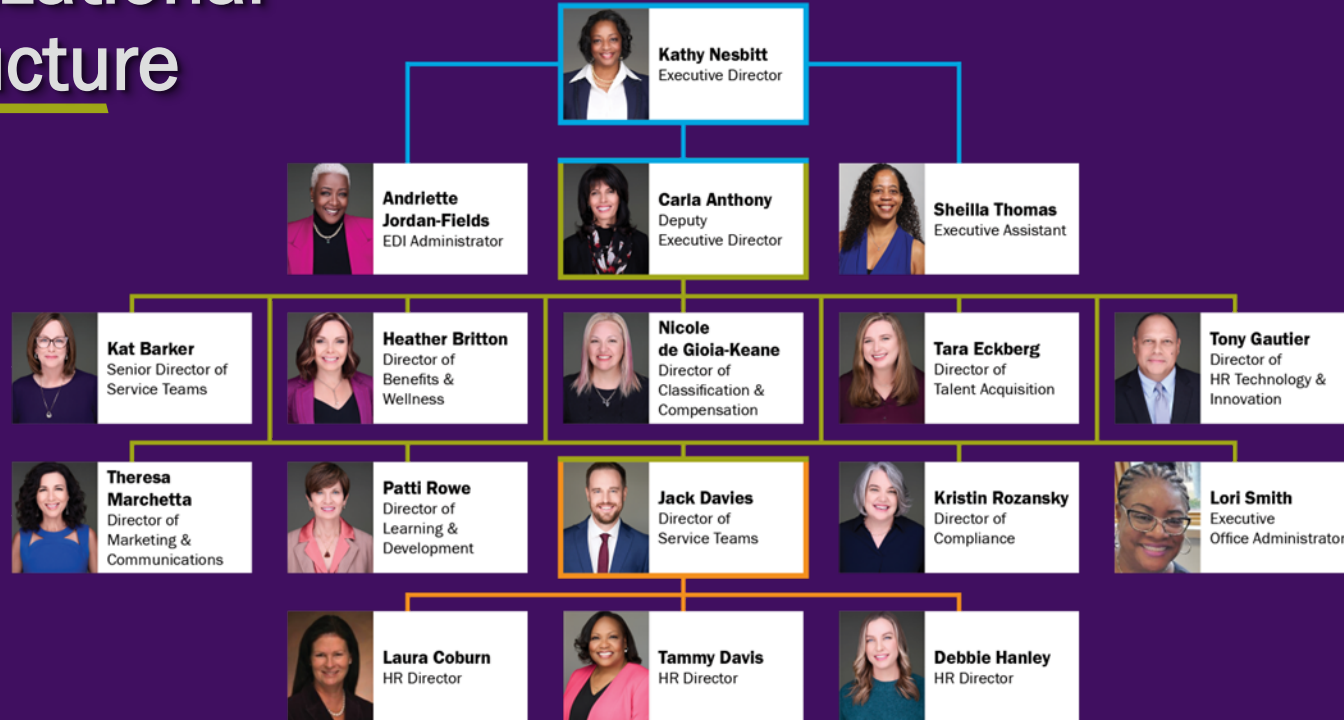 ucture
Kathy Nesbitt
Executive Director
Andriette
Jordan-Fields
EDI Administrator
Carla Anthony
Deputy
Executive Director
Sheilla Thomas
Executive Assistant
Kat Barker
Senior Director of
Service Teams
Heather Britton
Director of
Benefits &
Wellness
Nicole
de Gioia-Keane
Director of
Classification &
Compensation
Tara Eckberg
Director of
Talent Acquisition
Tony Gautier
Director of
HR Technology &
Innovation
Theresa
Marchetta
Director of
Marketing &
Communications
Patti Rowe
Director of
Learning &
Development
Jack Davies
Director of
Service Teams
Kristin Rozansky
Director of
Compliance
Lori Smith
Executive
Office Administrator
Laura Coburn
HR Director
Tammy Davis
HR Director
Debbie Hanley
HR Director